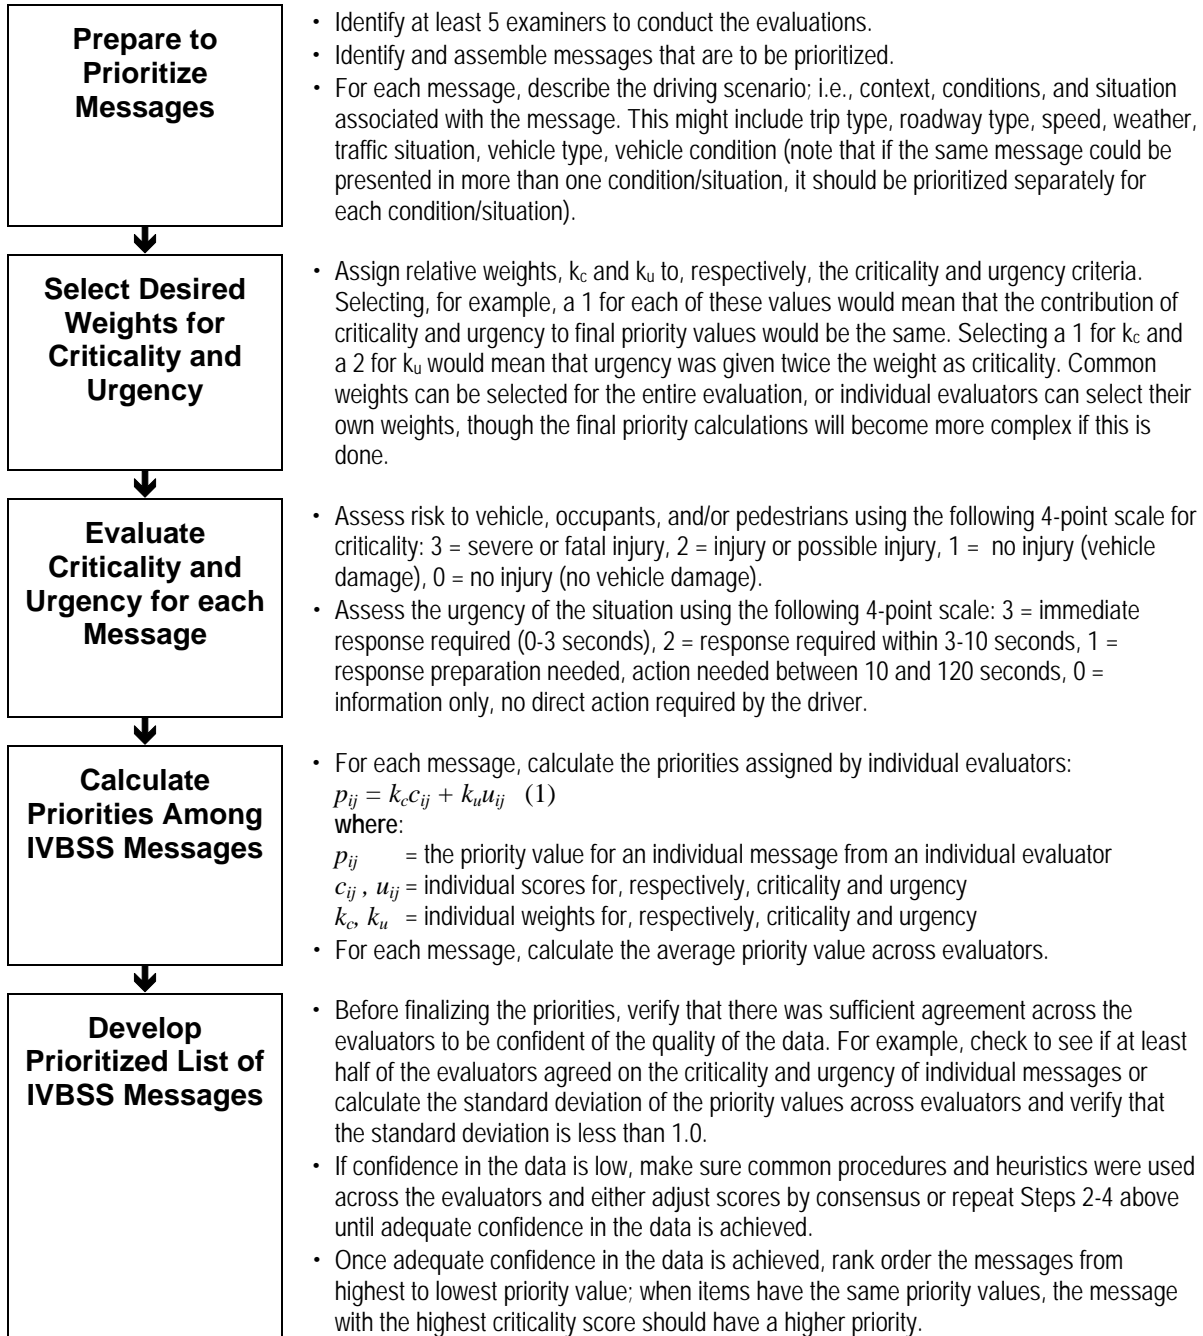 Prepare to
Prioritize
Messages
• Identify at least 5 examiners to conduct the evaluations.
• Identify and assemble messages that are to be prioritized.
• For each message, describe the driving scenario; i.e., context, conditions, and situation
associated with the message. This might include trip type, roadway type, speed, weather,
traffic situation, vehicle type, vehicle condition (note that if the same message could be
presented in more than one condition/situation, it should be prioritized separately for
each condition/situation).
Select Desired
Weights for
Criticality and
Urgency
• Assign relative weights, kc and ku to, respectively, the criticality and urgency criteria.
Selecting, for example, a 1 for each of these values would mean that the contribution of
criticality and urgency to final priority values would be the same. Selecting a 1 for kc and
a 2 for ku would mean that urgency was given twice the weight as criticality. Common
weights can be selected for the entire evaluation, or individual evaluators can select their
own weights, though the final priority calculations will become more complex if this is
done.
Evaluate
Criticality and
Urgency for each
Message
• Assess risk to vehicle, occupants, and/or pedestrians using the following 4-point scale for
criticality: 3 = severe or fatal injury, 2 = injury or possible injury, 1 = no injury (vehicle
damage), 0 = no injury (no vehicle damage).
• Assess the urgency of the situation using the following 4-point scale: 3 = immediate
response required (0-3 seconds), 2 = response required within 3-10 seconds, 1 =
response preparation needed, action needed between 10 and 120 seconds, 0 =
information only, no direct action required by the driver.
Calculate
Priorities Among
IVBSS Messages
• For each message, calculate the priorities assigned by individual evaluators:
pij = kccij + kuuij (1)
where:
pij = the priority value for an individual message from an individual evaluator
cij , uij = individual scores for, respectively, criticality and urgency
kc, ku = individual weights for, respectively, criticality and urgency
• For each message, calculate the average priority value across evaluators.
Develop
Prioritized List of
IVBSS Messages
• Before finalizing the priorities, verify that there was sufficient agreement across the
evaluators to be confident of the quality of the data. For example, check to see if at least
half of the evaluators agreed on the criticality and urgency of individual messages or
calculate the standard deviation of the priority values across evaluators and verify that
the standard deviation is less than 1.0.
• If confidence in the data is low, make sure common procedures and heuristics were used
across the evaluators and either adjust scores by consensus or repeat Steps 2-4 above
until adequate confidence in the data is achieved.
• Once adequate confidence in the data is achieved, rank order the messages from
highest to lowest priority value; when items have the same priority values, the message
with the highest criticality score should have a higher priority.